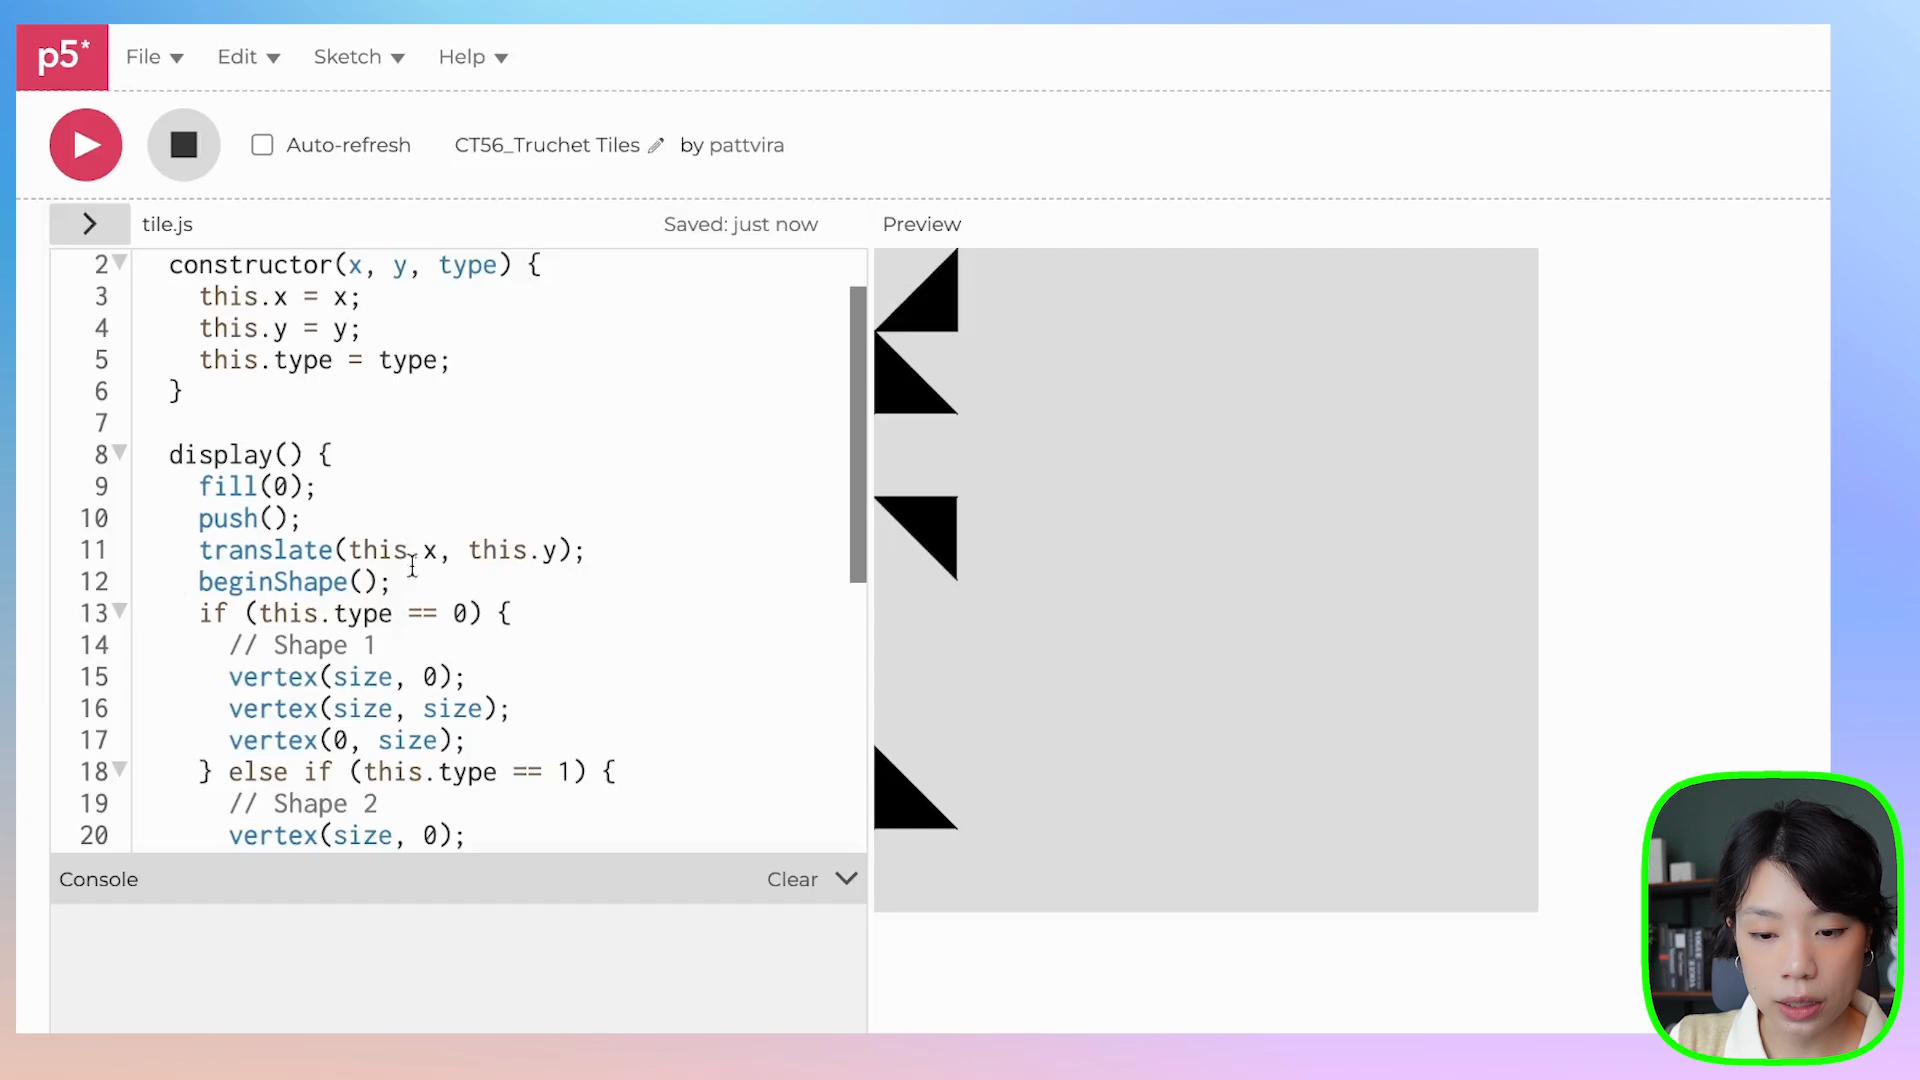 p5* File Edit Sketch Help
Auto-refresh CT56_Truchet Tiles by pattvira
tile.js Saved: just now Preview
2 constructor(x, y, type) {
3 this.x = x;
4 this.y = y;
5 this.type = type;
6 }
7
8 display() {
9 fill(0);
10 push();
11 translate(this.x, this.y);
12 beginShape();
13 if (this.type == 0) {
14 // Shape 1
15 vertex(size, 0);
16 vertex(size, size);
17 vertex(0, size);
18 } else if (this.type == 1) {
19 // Shape 2
20 vertex(size, 0);
Console Clear